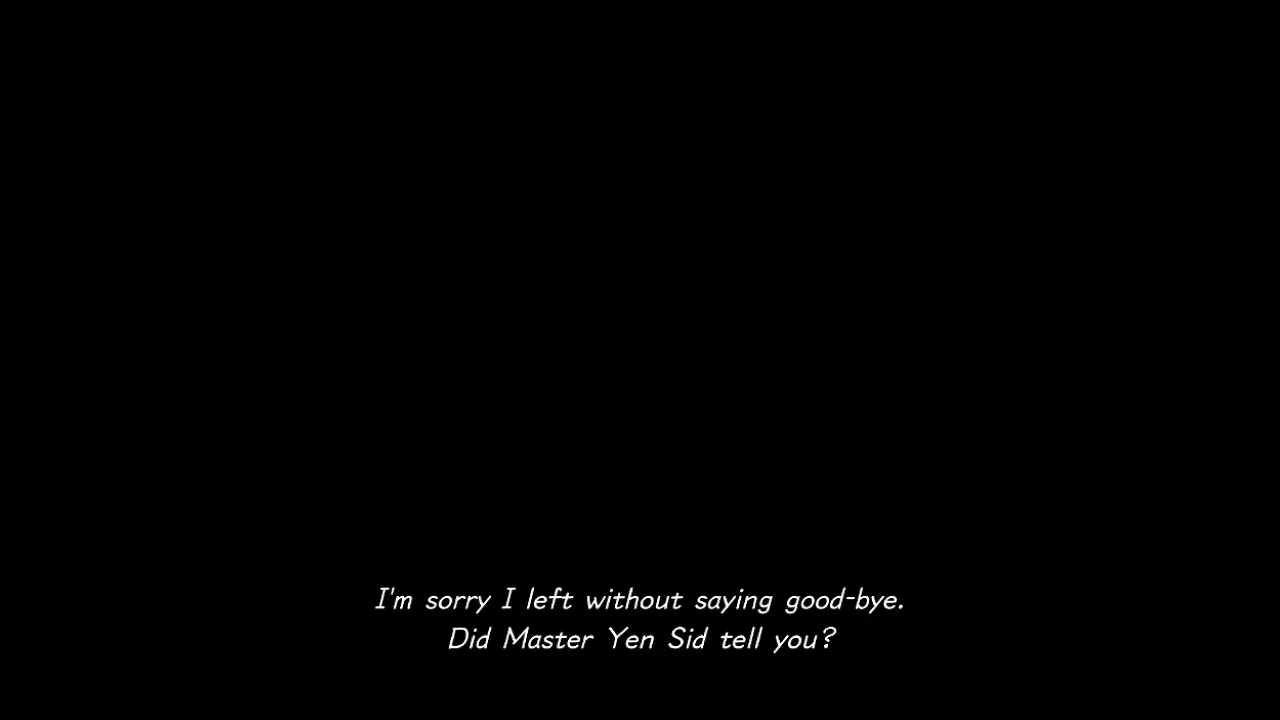 I'm sorry I left without saying good-bye.
Did Master Yen Sid tell you?